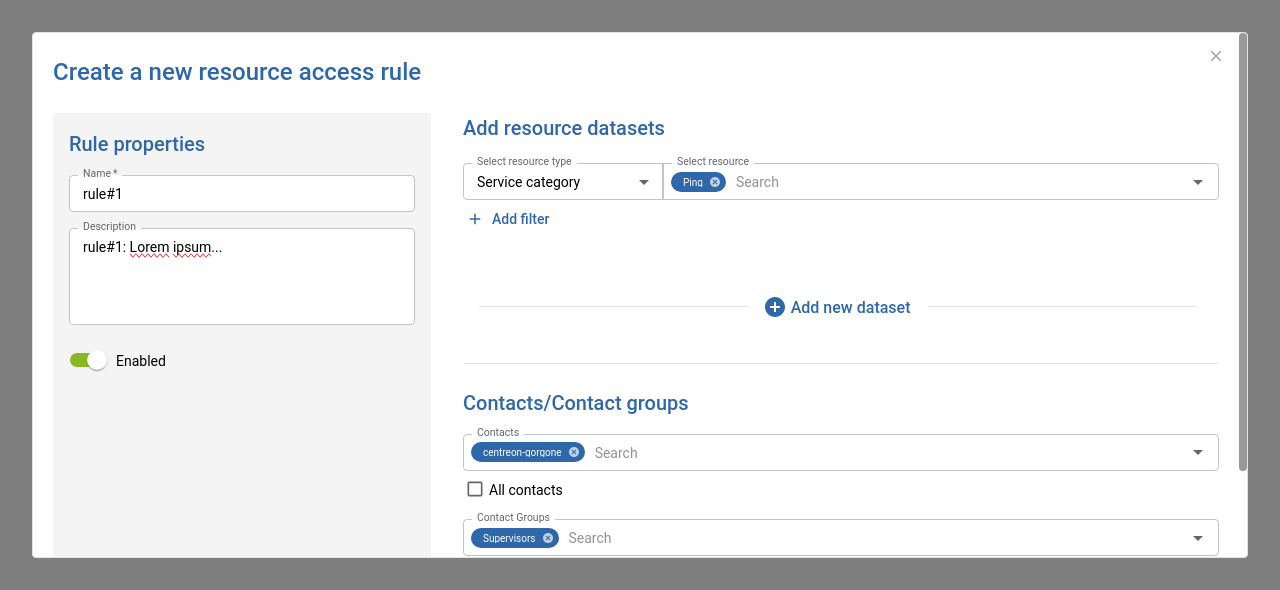 Create a new resource access rule
Rule properties
Name *
rule#1
Description
rule#1: Lorem ipsum...
Enabled
Add resource datasets
Select resource type
Service category
Select resource
Ping
Search
Add filter
Add new dataset
Contacts/Contact groups
Contacts
centreon-gorgone
Search
All contacts
Contact Groups
Supervisors
Search